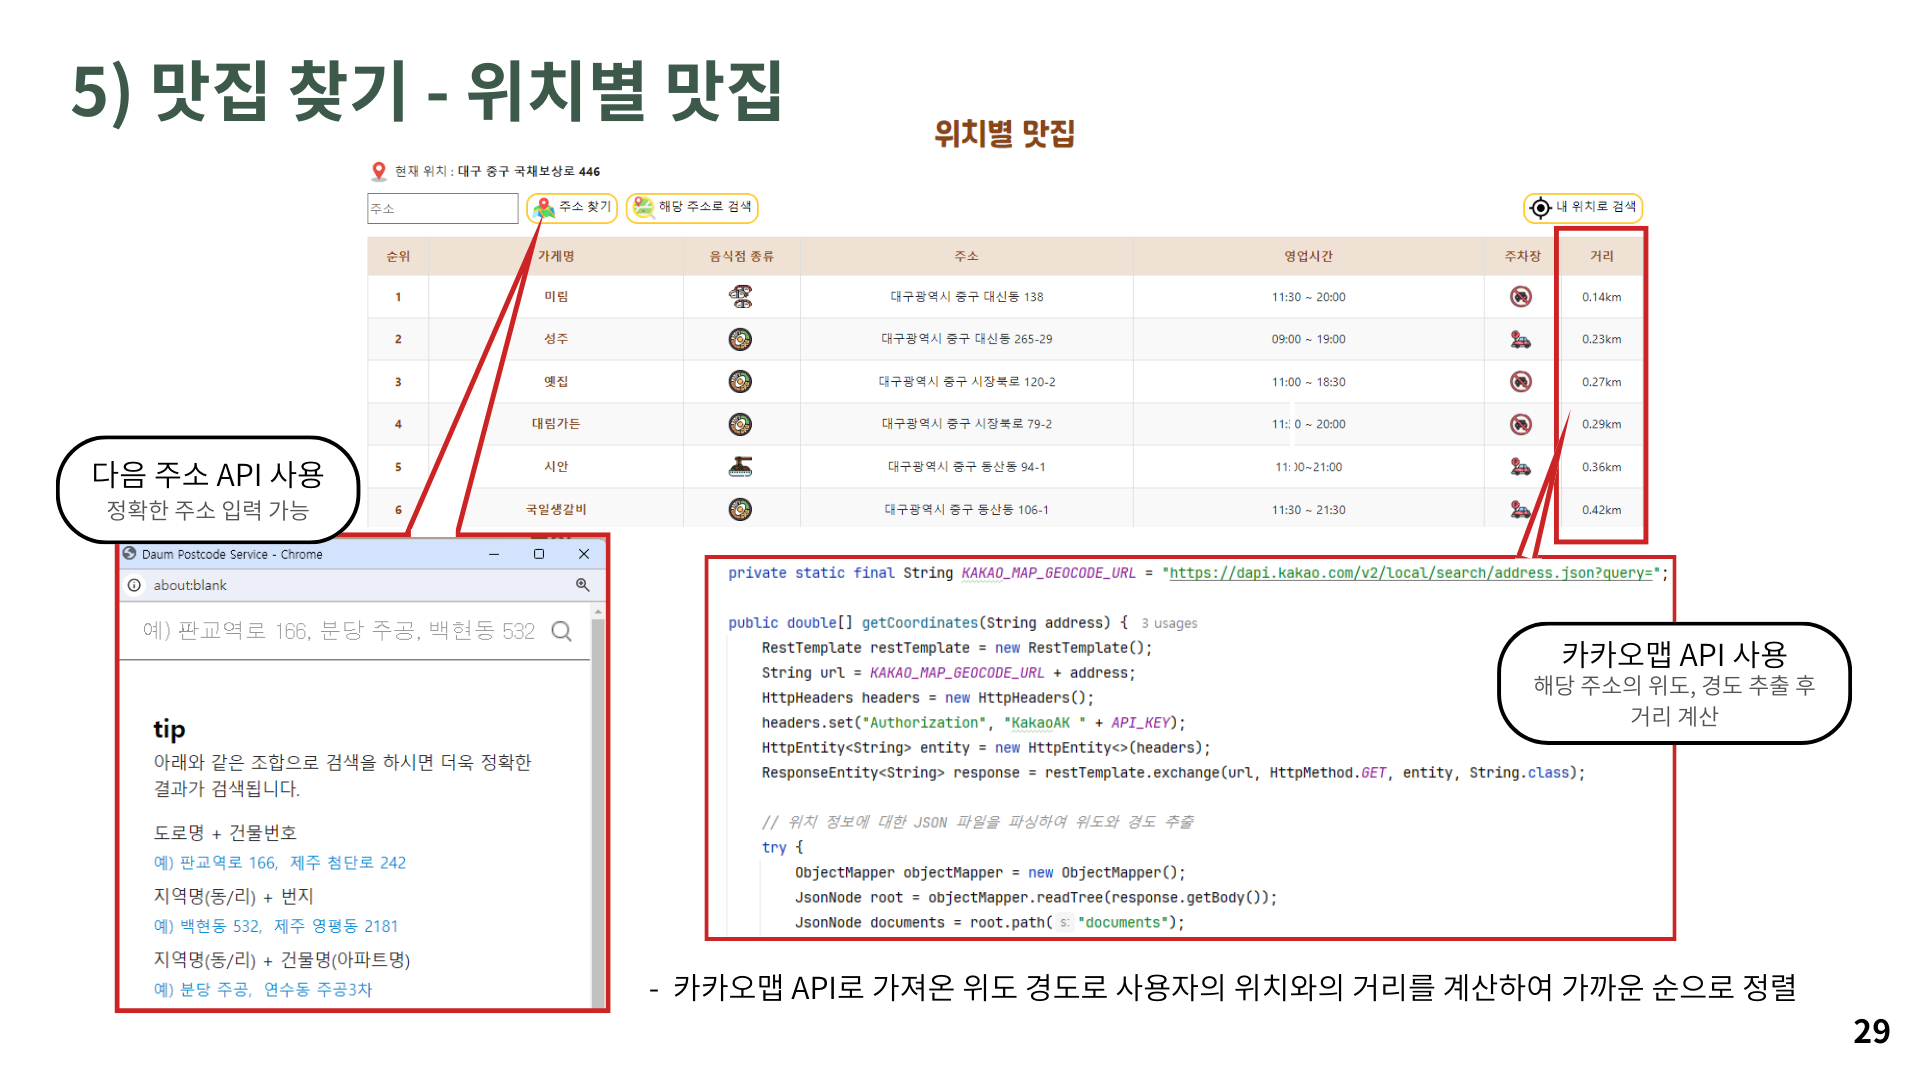 5) 맛집 찾기 - 위치별 맛집
위치별 맛집
현재 위치 : 대구 중구 국채보상로 446
주소 주소 찾기 해당 주소로 검색 내 위치로 검색
순위 가게명 음식점 종류 주소 영업시간 주차장 거리
1 미림 대구광역시 중구 대신동 138 11:30 ~ 20:00 0.14km
2 성주 대구광역시 중구 대신동 265-29 09:00 ~ 19:00 0.23km
3 옛집 대구광역시 중구 시장북로 120-2 11:00 ~ 18:30 0.27km
4 대림가든 대구광역시 중구 시장북로 79-2 ~ 20:00 0.29km
5 시안 대구광역시 중구 동산동 94-1 ~21:00 0.36km
6 국일생갈비 대구광역시 중구 동산동 106-1 11:30 ~ 21:30 0.42km
다음 주소 API 사용
정확한 주소 입력 가능
Daum Postcode Service - Chrome
about:blank
예) 판교역로 166, 분당 주공, 백현동 532
tip
아래와 같은 조합으로 검색을 하시면 더욱 정확한
결과가 검색됩니다.
도로명 + 건물번호
예) 판교역로 166, 제주 첨단로 242
지역명(동/리) + 번지
예) 백현동 532, 제주 영평동 2181
지역명(동/리) + 건물명(아파트명)
예) 분당 주공, 연수동 주공3차
private static final String KAKAO_MAP_GEOCODE_URL = "https://dapi.kakao.com/v2/local/search/address.json?query=";
public double[] getCoordinates(String address) { 3 usages
RestTemplate restTemplate = new RestTemplate();
String url = KAKAO_MAP_GEOCODE_URL + address;
HttpHeaders headers = new HttpHeaders();
headers.set("Authorization", "KakaoAK " + API_KEY);
HttpEntity<String> entity = new HttpEntity<>(headers);
ResponseEntity<String> response = restTemplate.exchange(url, HttpMethod.GET, entity, String.class);
// 위치 정보에 대한 JSON 파일을 파싱하여 위도와 경도 추출
try {
ObjectMapper objectMapper = new ObjectMapper();
JsonNode root = objectMapper.readTree(response.getBody());
JsonNode documents = root.path( s: "documents");
카카오맵 API 사용
해당 주소의 위도, 경도 추출 후
거리 계산
- 카카오맵 API로 가져온 위도 경도로 사용자의 위치와의 거리를 계산하여 가까운 순으로 정렬
29